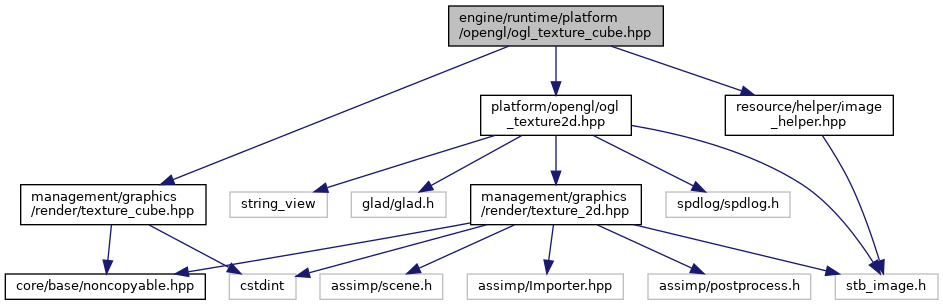 engine/runtime/platform
/opengl/ogl_texture_cube.hpp
platform/opengl/ogl
_texture2d.hpp
resource/helper/image
_helper.hpp
management/graphics
/render/texture_cube.hpp
string_view
glad/glad.h
management/graphics
/render/texture_2d.hpp
spdlog/spdlog.h
core/base/noncopyable.hpp
cstdint
assimp/scene.h
assimp/Importer.hpp
assimp/postprocess.h
stb_image.h